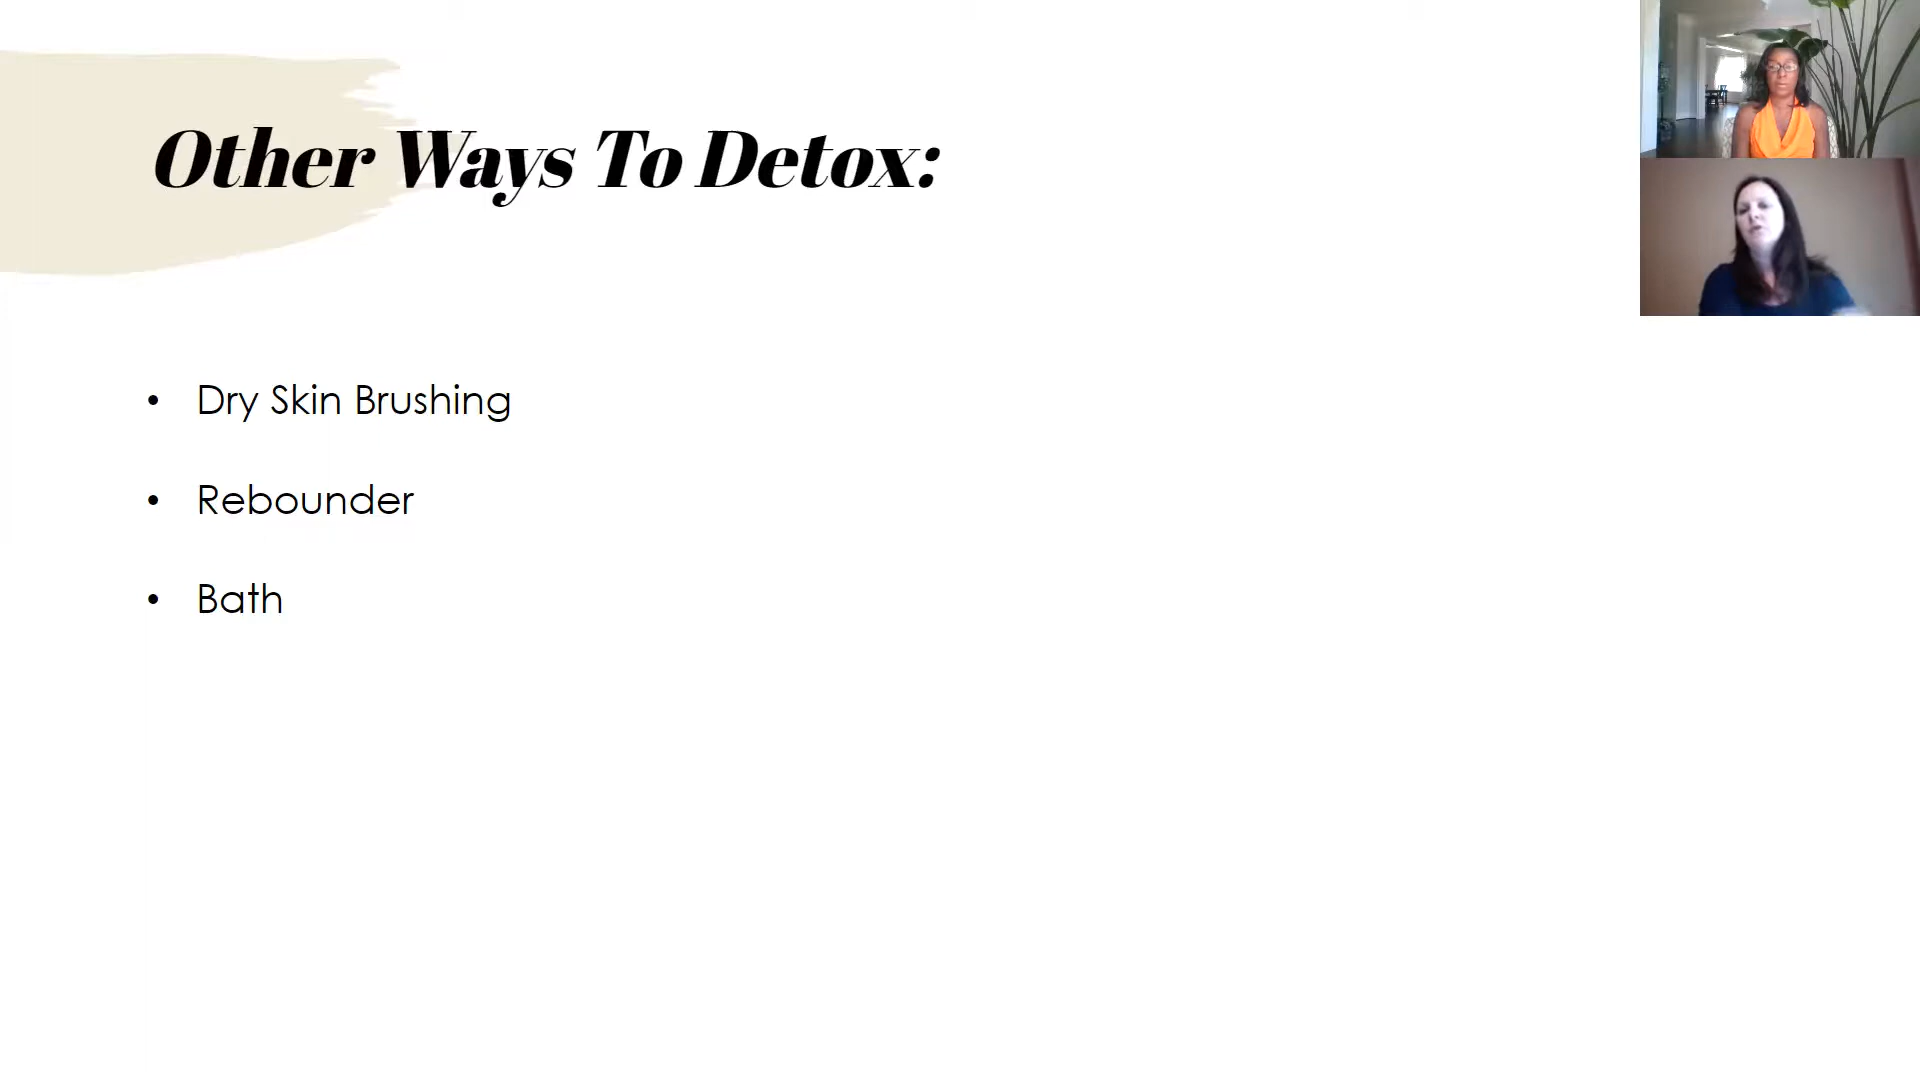 Other Ways To Detox:
• Dry Skin Brushing
• Rebounder
• Bath